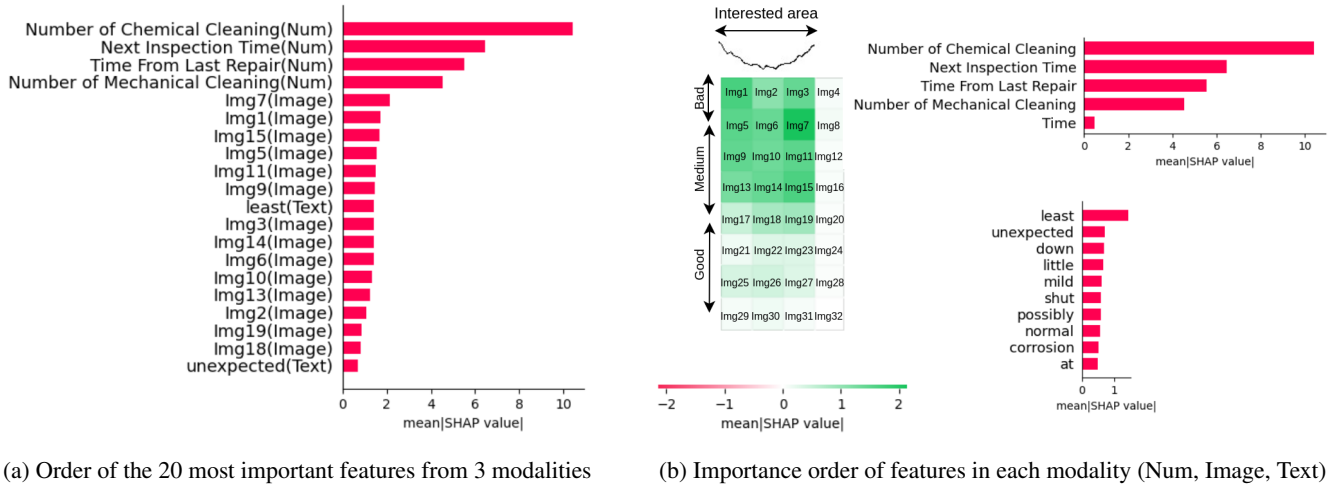 Number of Chemical Cleaning(Num)
Next Inspection Time(Num)
Time From Last Repair(Num)
Number of Mechanical Cleaning(Num)
Img7(Image)
Img1(Image)
Img15(Image)
Img5(Image)
Img11(Image)
Img9(Image)
least(Text)
Img3(Image)
Img14(Image)
Img6(Image)
Img10(Image)
Img13(Image)
Img2(Image)
Img19(Image)
Img18(Image)
unexpected(Text)
0 2 4 6 8 10
mean|SHAP value|
(a) Order of the 20 most important features from 3 modalities
Interested area
Bad
Medium
Good
Img1 Img2 Img3 Img4
Img5 Img6 Img7 Img8
Img9 Img10 Img11 Img12
Img13 Img14 Img15 Img16
Img17 Img18 Img19 Img20
Img21 Img22 Img23 Img24
Img25 Img26 Img27 Img28
Img29 Img30 Img31 Img32
−2 −1 0 1 2
mean|SHAP value|
Number of Chemical Cleaning
Next Inspection Time
Time From Last Repair
Number of Mechanical Cleaning
Time
0 2 4 6 8 10
mean|SHAP value|
least
unexpected
down
little
mild
shut
possibly
normal
corrosion
at
0 1
mean|SHAP value|
(b) Importance order of features in each modality (Num, Image, Text)